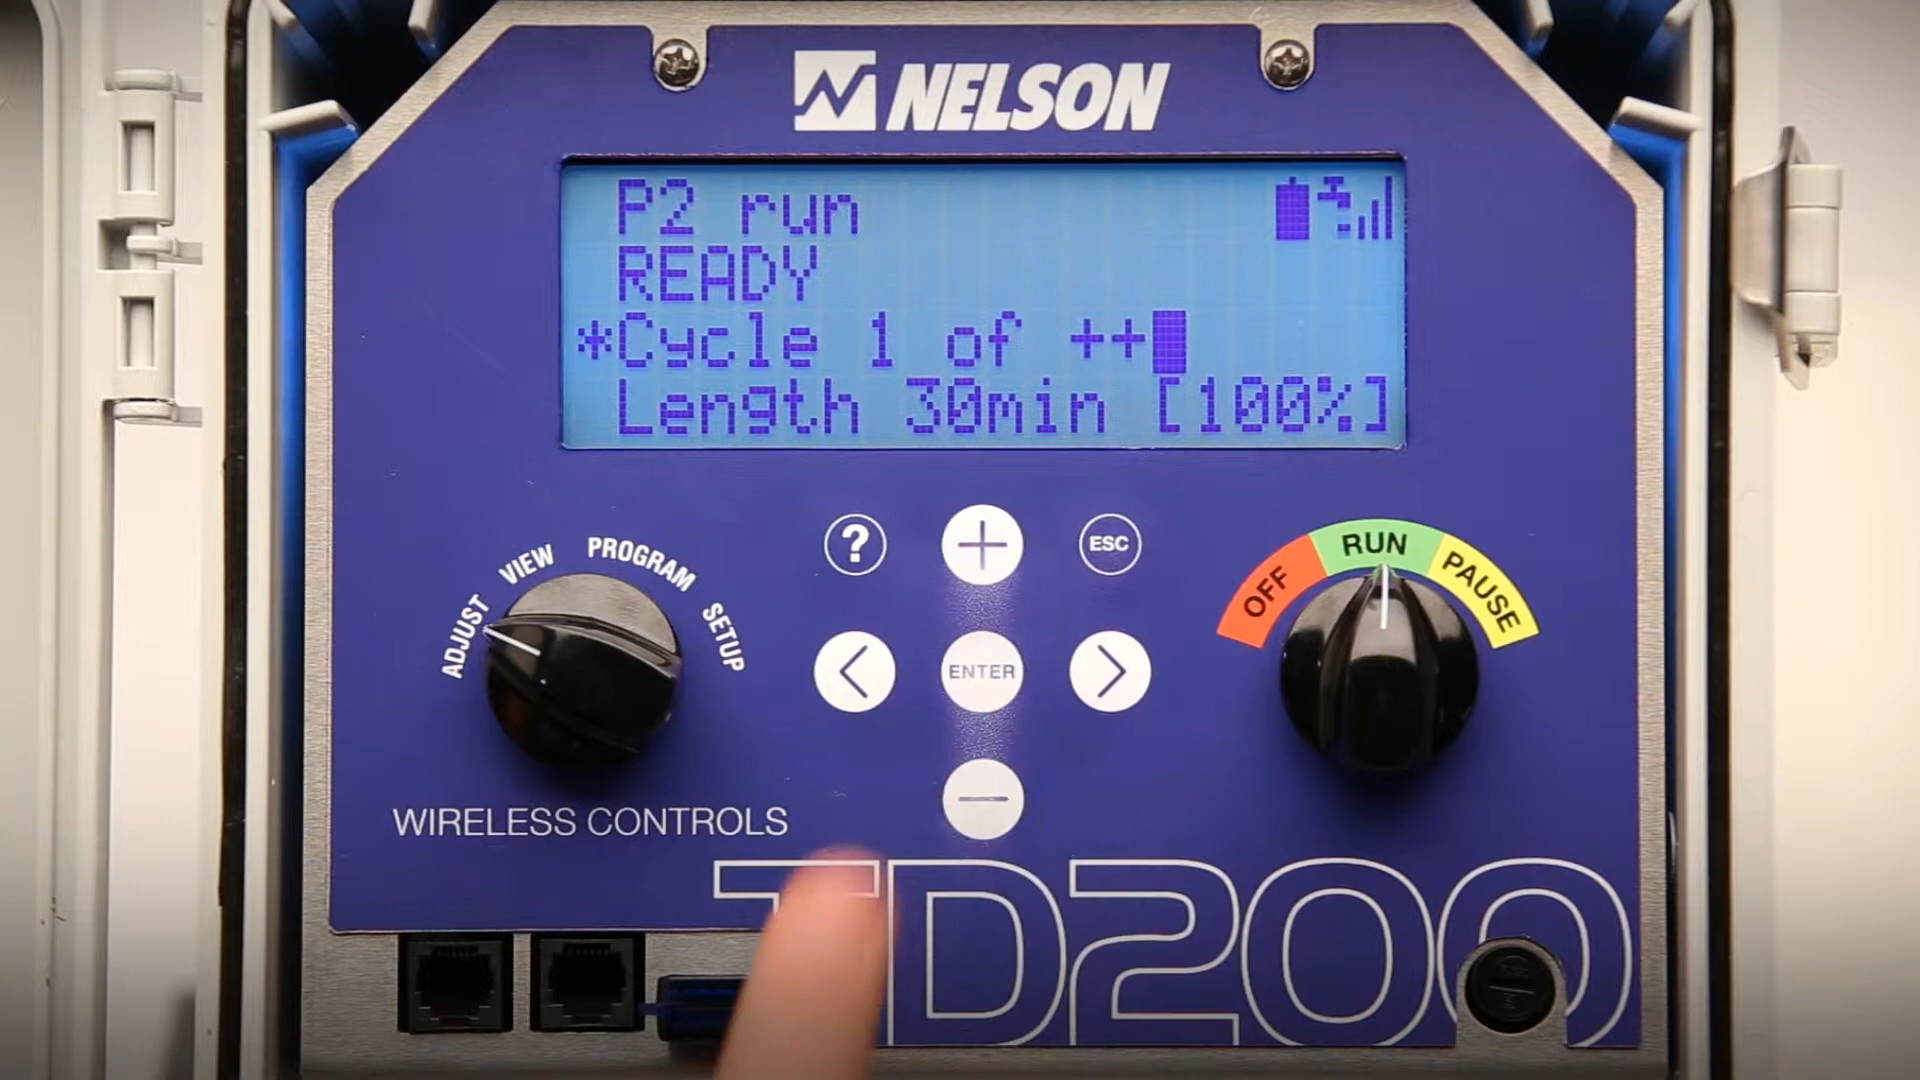 NELSON
P2 run
READY
*Cycle 1 of ++
Length 30min [100%]
ADJUST VIEW PROGRAM SETUP
? + ESC
< ENTER >
−
OFF RUN PAUSE
WIRELESS CONTROLS
TD200